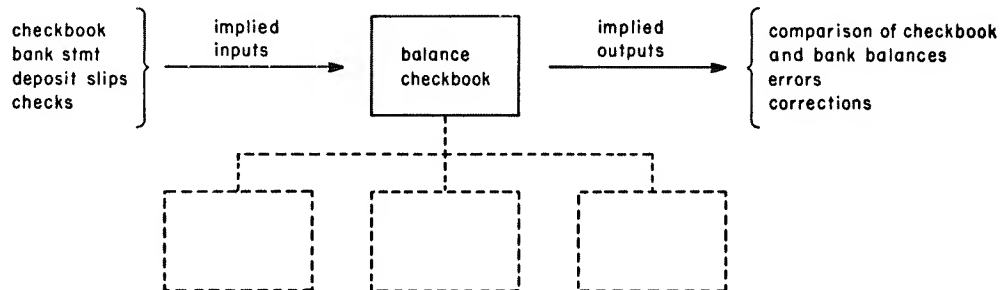 checkbook
bank stmt
deposit slips
checks
implied
inputs
balance
checkbook
implied
outputs
comparison of checkbook
and bank balances
errors
corrections